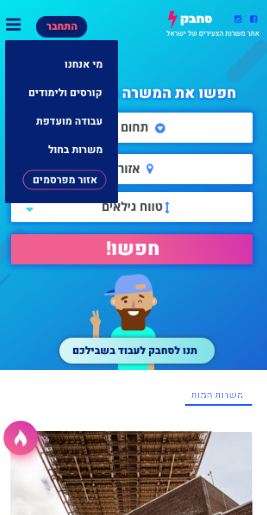 סחבק
אתר משרות הצעירים של ישראל
התחבר
מי אנחנו
קורסים ולימודים
עבודה מועדפת
משרות בחול
אזור מפרסמים
חפשו את המשרה
תחום
אזור
טווח גילאים
חפשו!
תנו לסחבק לעבוד בשבילכם
משרות חמות